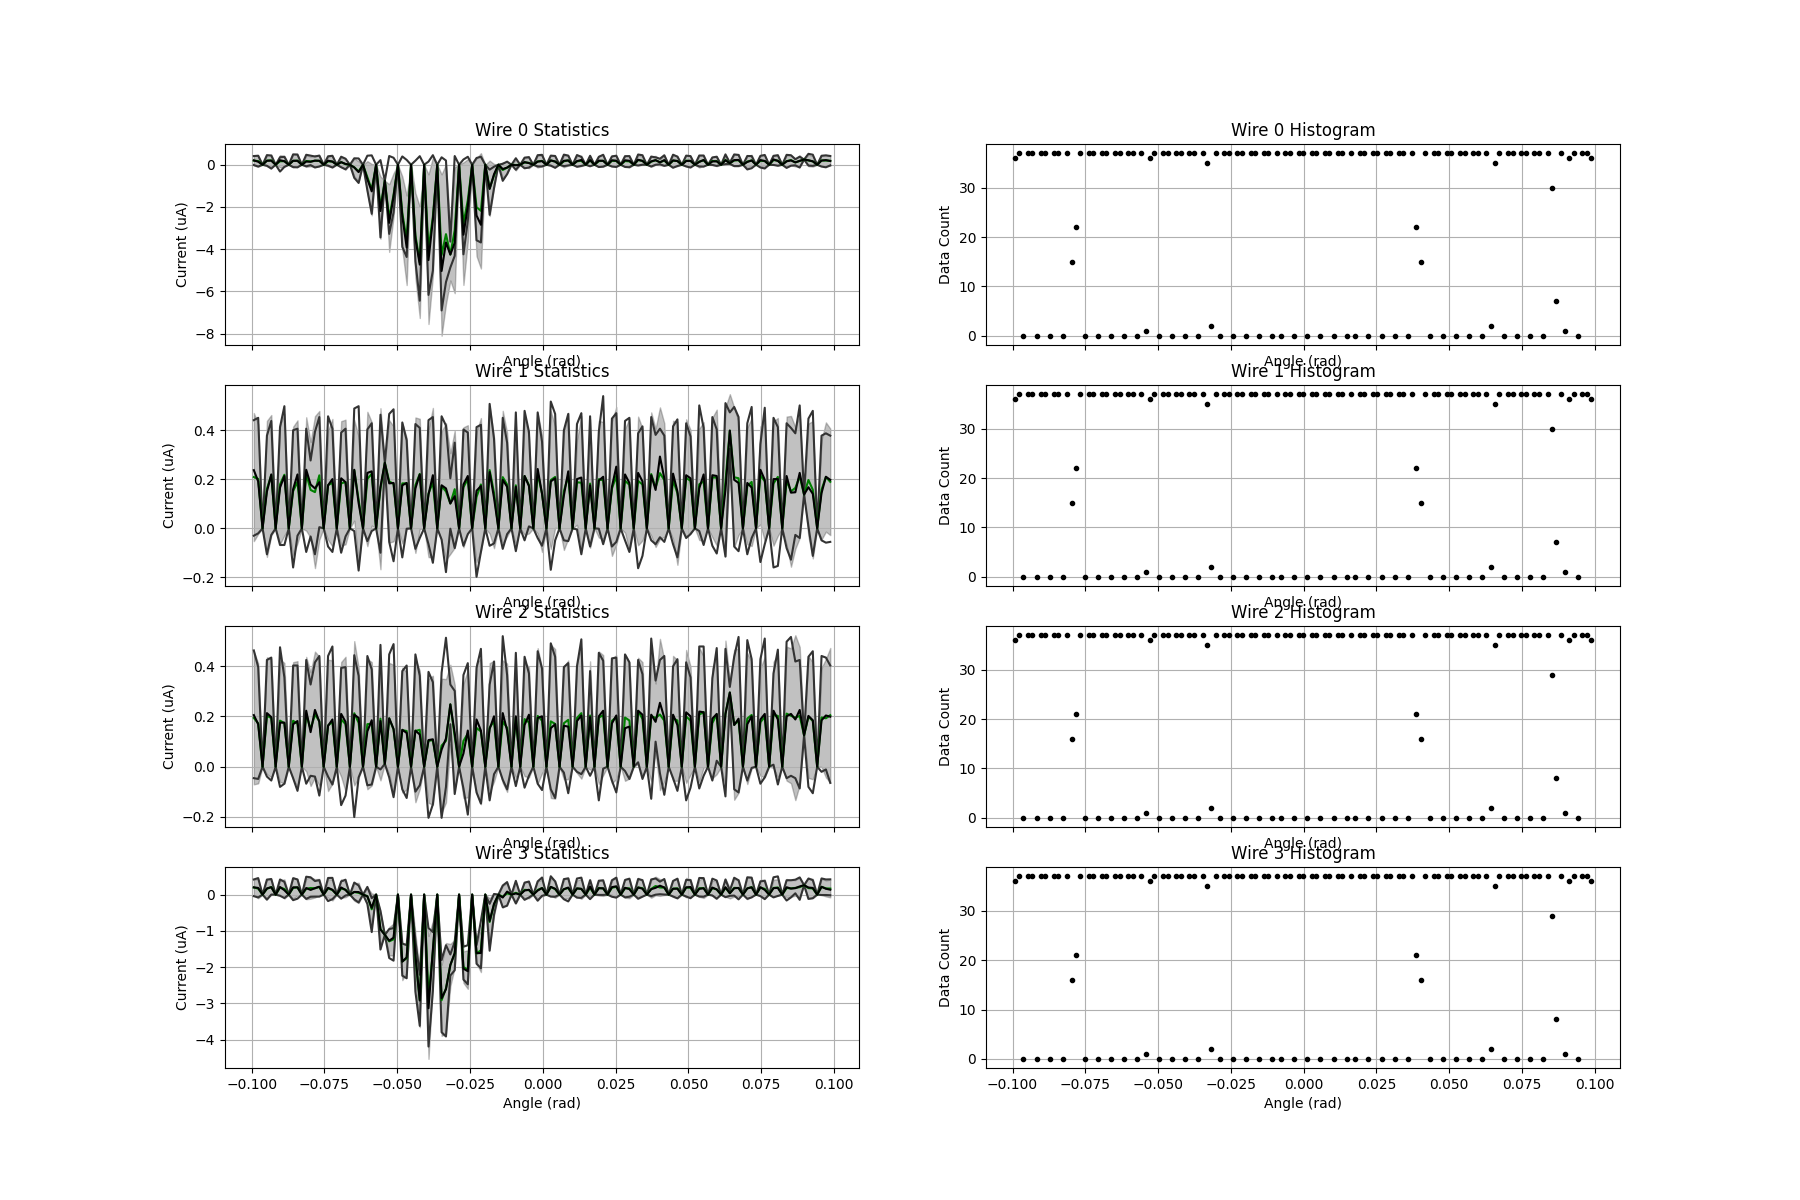 Wire 0 Statistics
Current (uA)
0
−2
−4
−6
−8
Angle (rad)
Wire 0 Histogram
Data Count
30
20
10
0
Angle (rad)
Wire 1 Statistics
Current (uA)
0.4
0.2
0.0
−0.2
Angle (rad)
Wire 1 Histogram
Data Count
30
20
10
0
Angle (rad)
Wire 2 Statistics
Current (uA)
0.4
0.2
0.0
−0.2
Angle (rad)
Wire 2 Histogram
Data Count
30
20
10
0
Angle (rad)
Wire 3 Statistics
Current (uA)
0
−1
−2
−3
−4
−0.100 −0.075 −0.050 −0.025 0.000 0.025 0.050 0.075 0.100
Angle (rad)
Wire 3 Histogram
Data Count
30
20
10
0
−0.100 −0.075 −0.050 −0.025 0.000 0.025 0.050 0.075 0.100
Angle (rad)